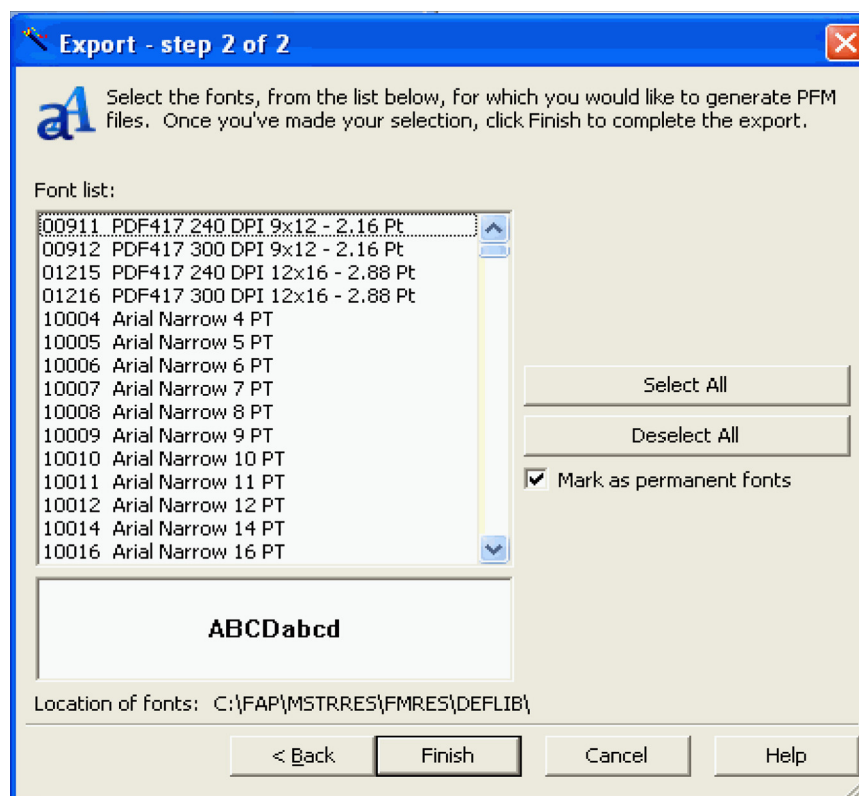 Export - step 2 of 2
aA
Select the fonts, from the list below, for which you would like to generate PFM
files. Once you've made your selection, click Finish to complete the export.
Font list:
00911 PDF417 240 DPI 9x12 - 2.16 Pt
00912 PDF417 300 DPI 9x12 - 2.16 Pt
01215 PDF417 240 DPI 12x16 - 2.88 Pt
01216 PDF417 300 DPI 12x16 - 2.88 Pt
10004 Arial Narrow 4 PT
10005 Arial Narrow 5 PT
10006 Arial Narrow 6 PT
10007 Arial Narrow 7 PT
10008 Arial Narrow 8 PT
10009 Arial Narrow 9 PT
10010 Arial Narrow 10 PT
10011 Arial Narrow 11 PT
10012 Arial Narrow 12 PT
10014 Arial Narrow 14 PT
10016 Arial Narrow 16 PT
Select All
Deselect All
Mark as permanent fonts
ABCDabcd
Location of fonts: C:\FAP\MSTRRES\FMRES\DEFLIB\
< Back
Finish
Cancel
Help